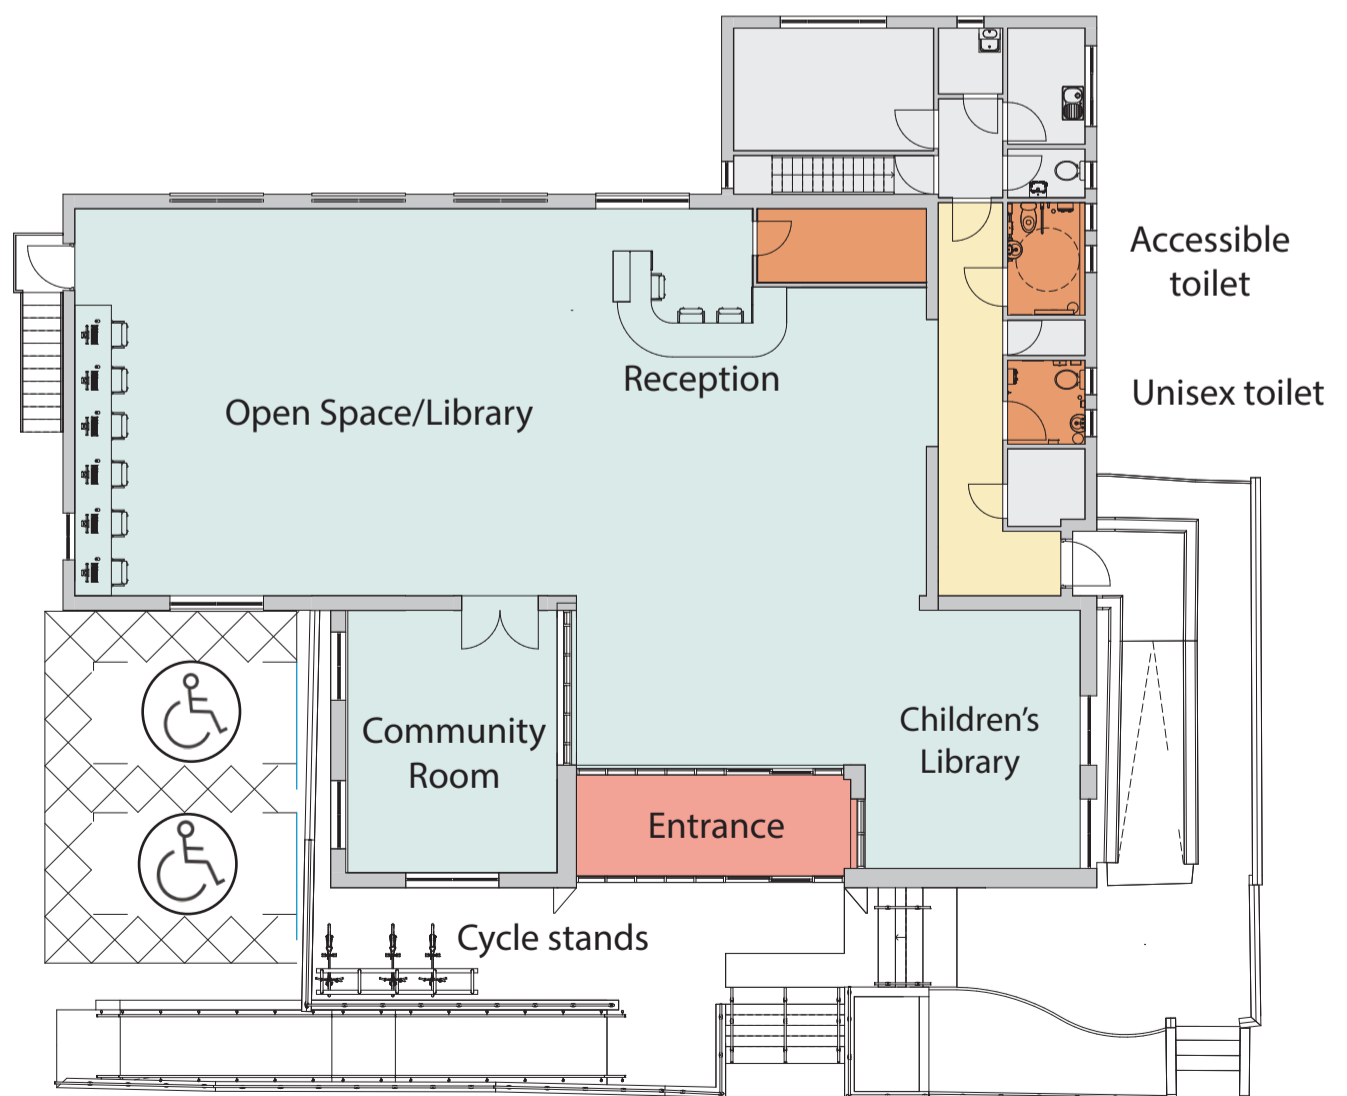 Accessible
toilet
Reception
Unisex toilet
Open Space/Library
Community
Room
Children’s
Library
Entrance
Cycle stands